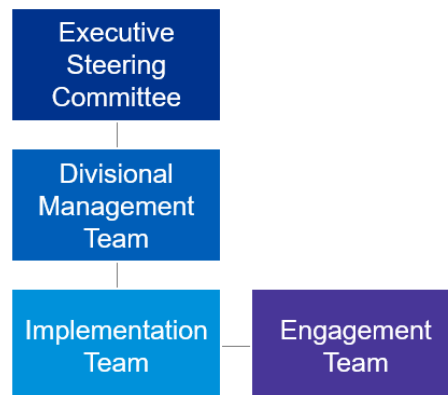 Executive
Steering
Committee
Divisional
Management
Team
Implementation
Team
Engagement
Team